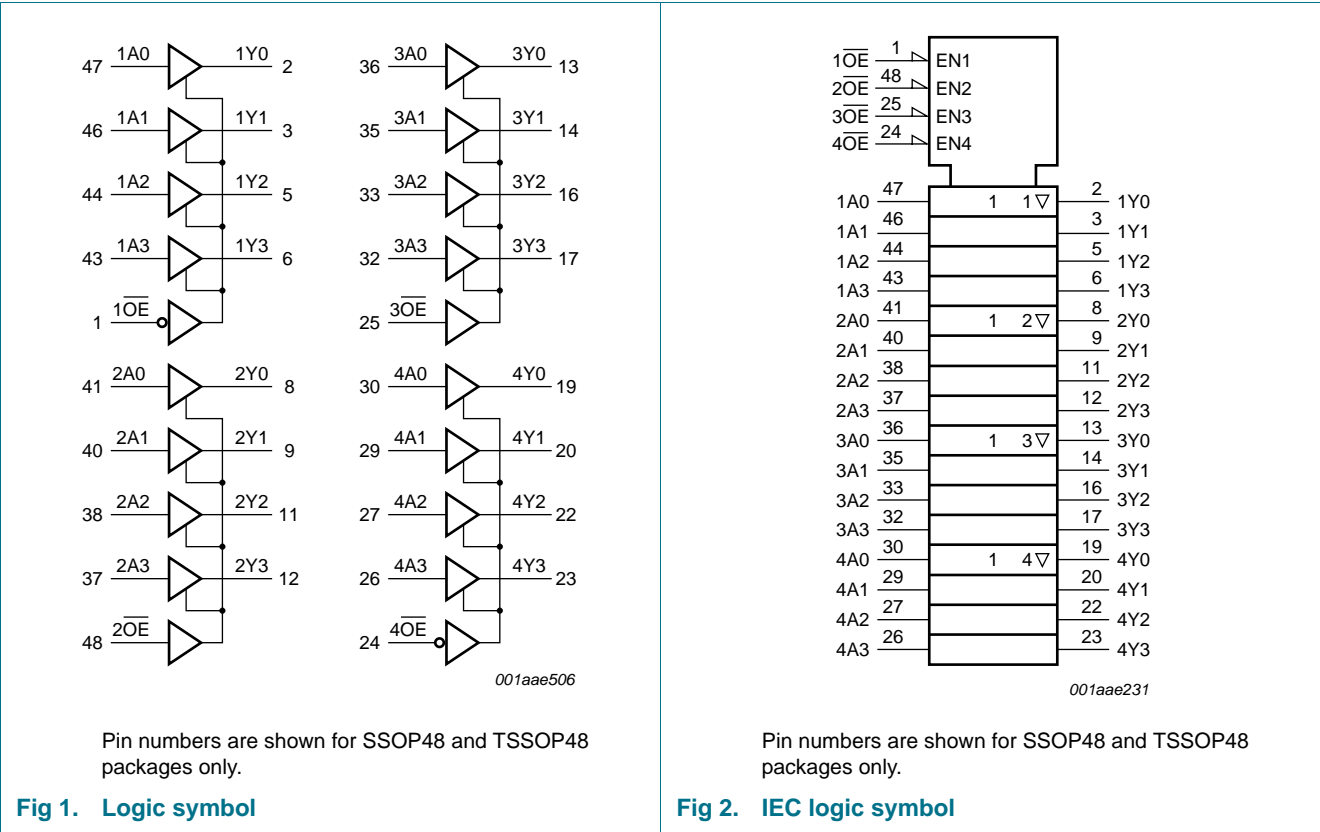 47 1A0 1Y0 2
46 1A1 1Y1 3
44 1A2 1Y2 5
43 1A3 1Y3 6
1 1O̅E̅
41 2A0 2Y0 8
40 2A1 2Y1 9
38 2A2 2Y2 11
37 2A3 2Y3 12
48 2O̅E̅
36 3A0 3Y0 13
35 3A1 3Y1 14
33 3A2 3Y2 16
32 3A3 3Y3 17
25 3O̅E̅
30 4A0 4Y0 19
29 4A1 4Y1 20
27 4A2 4Y2 22
26 4A3 4Y3 23
24 4O̅E̅
001aae506
Pin numbers are shown for SSOP48 and TSSOP48
packages only.
Fig 1. Logic symbol
1O̅E̅ 1 EN1
2O̅E̅ 48 EN2
3O̅E̅ 25 EN3
4O̅E̅ 24 EN4
1A0 47 1 1▽ 2 1Y0
1A1 46 3 1Y1
1A2 44 5 1Y2
1A3 43 6 1Y3
2A0 41 1 2▽ 8 2Y0
2A1 40 9 2Y1
2A2 38 11 2Y2
2A3 37 12 2Y3
3A0 36 1 3▽ 13 3Y0
3A1 35 14 3Y1
3A2 33 16 3Y2
3A3 32 17 3Y3
4A0 30 1 4▽ 19 4Y0
4A1 29 20 4Y1
4A2 27 22 4Y2
4A3 26 23 4Y3
001aae231
Pin numbers are shown for SSOP48 and TSSOP48
packages only.
Fig 2. IEC logic symbol